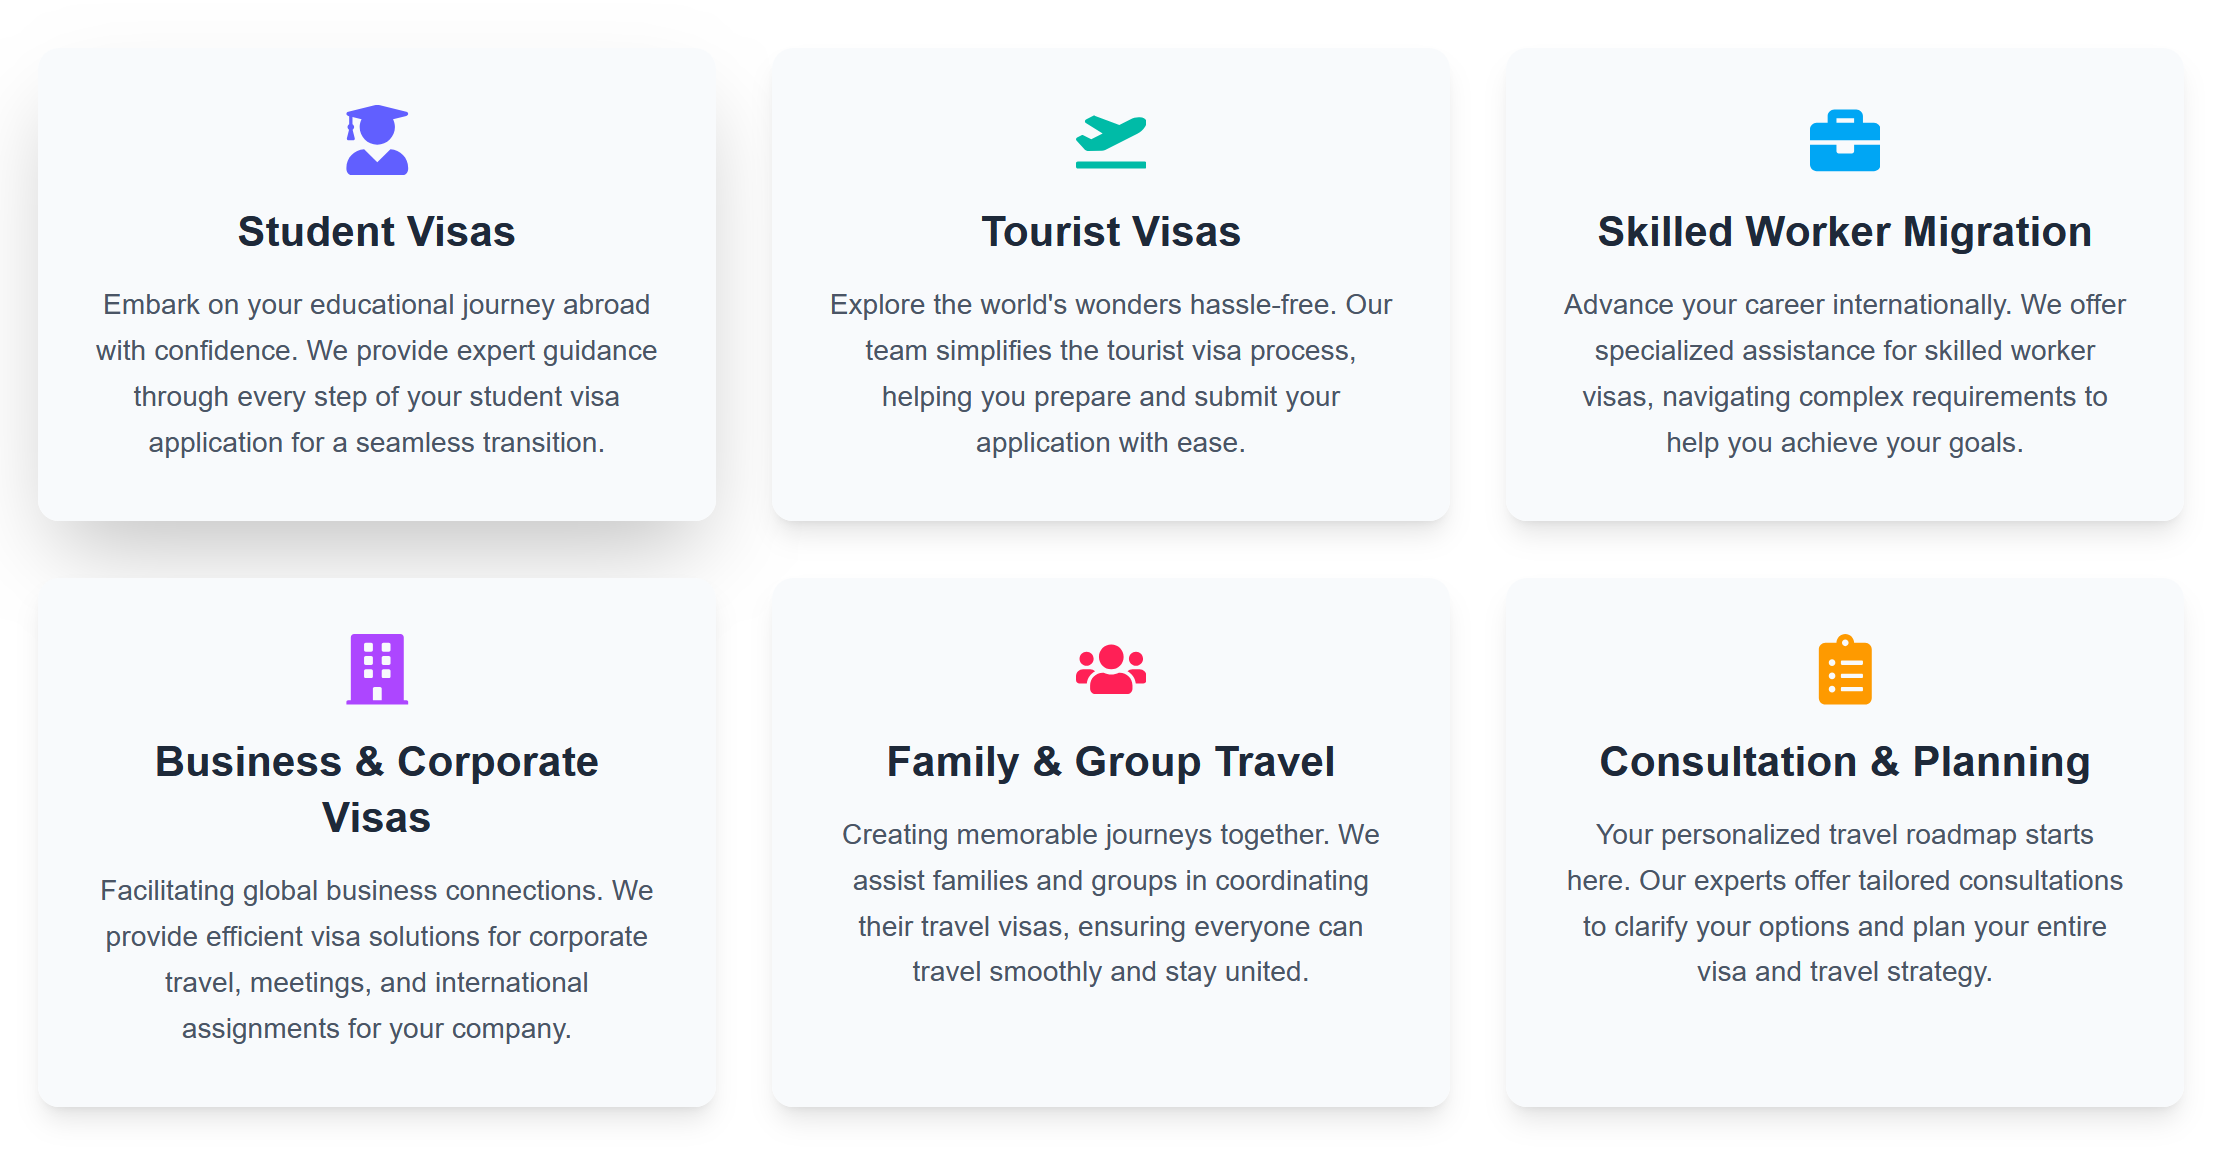 Student Visas
Embark on your educational journey abroad
with confidence. We provide expert guidance
through every step of your student visa
application for a seamless transition.
Tourist Visas
Explore the world's wonders hassle-free. Our
team simplifies the tourist visa process,
helping you prepare and submit your
application with ease.
Skilled Worker Migration
Advance your career internationally. We offer
specialized assistance for skilled worker
visas, navigating complex requirements to
help you achieve your goals.
Business & Corporate
Visas
Facilitating global business connections. We
provide efficient visa solutions for corporate
travel, meetings, and international
assignments for your company.
Family & Group Travel
Creating memorable journeys together. We
assist families and groups in coordinating
their travel visas, ensuring everyone can
travel smoothly and stay united.
Consultation & Planning
Your personalized travel roadmap starts
here. Our experts offer tailored consultations
to clarify your options and plan your entire
visa and travel strategy.